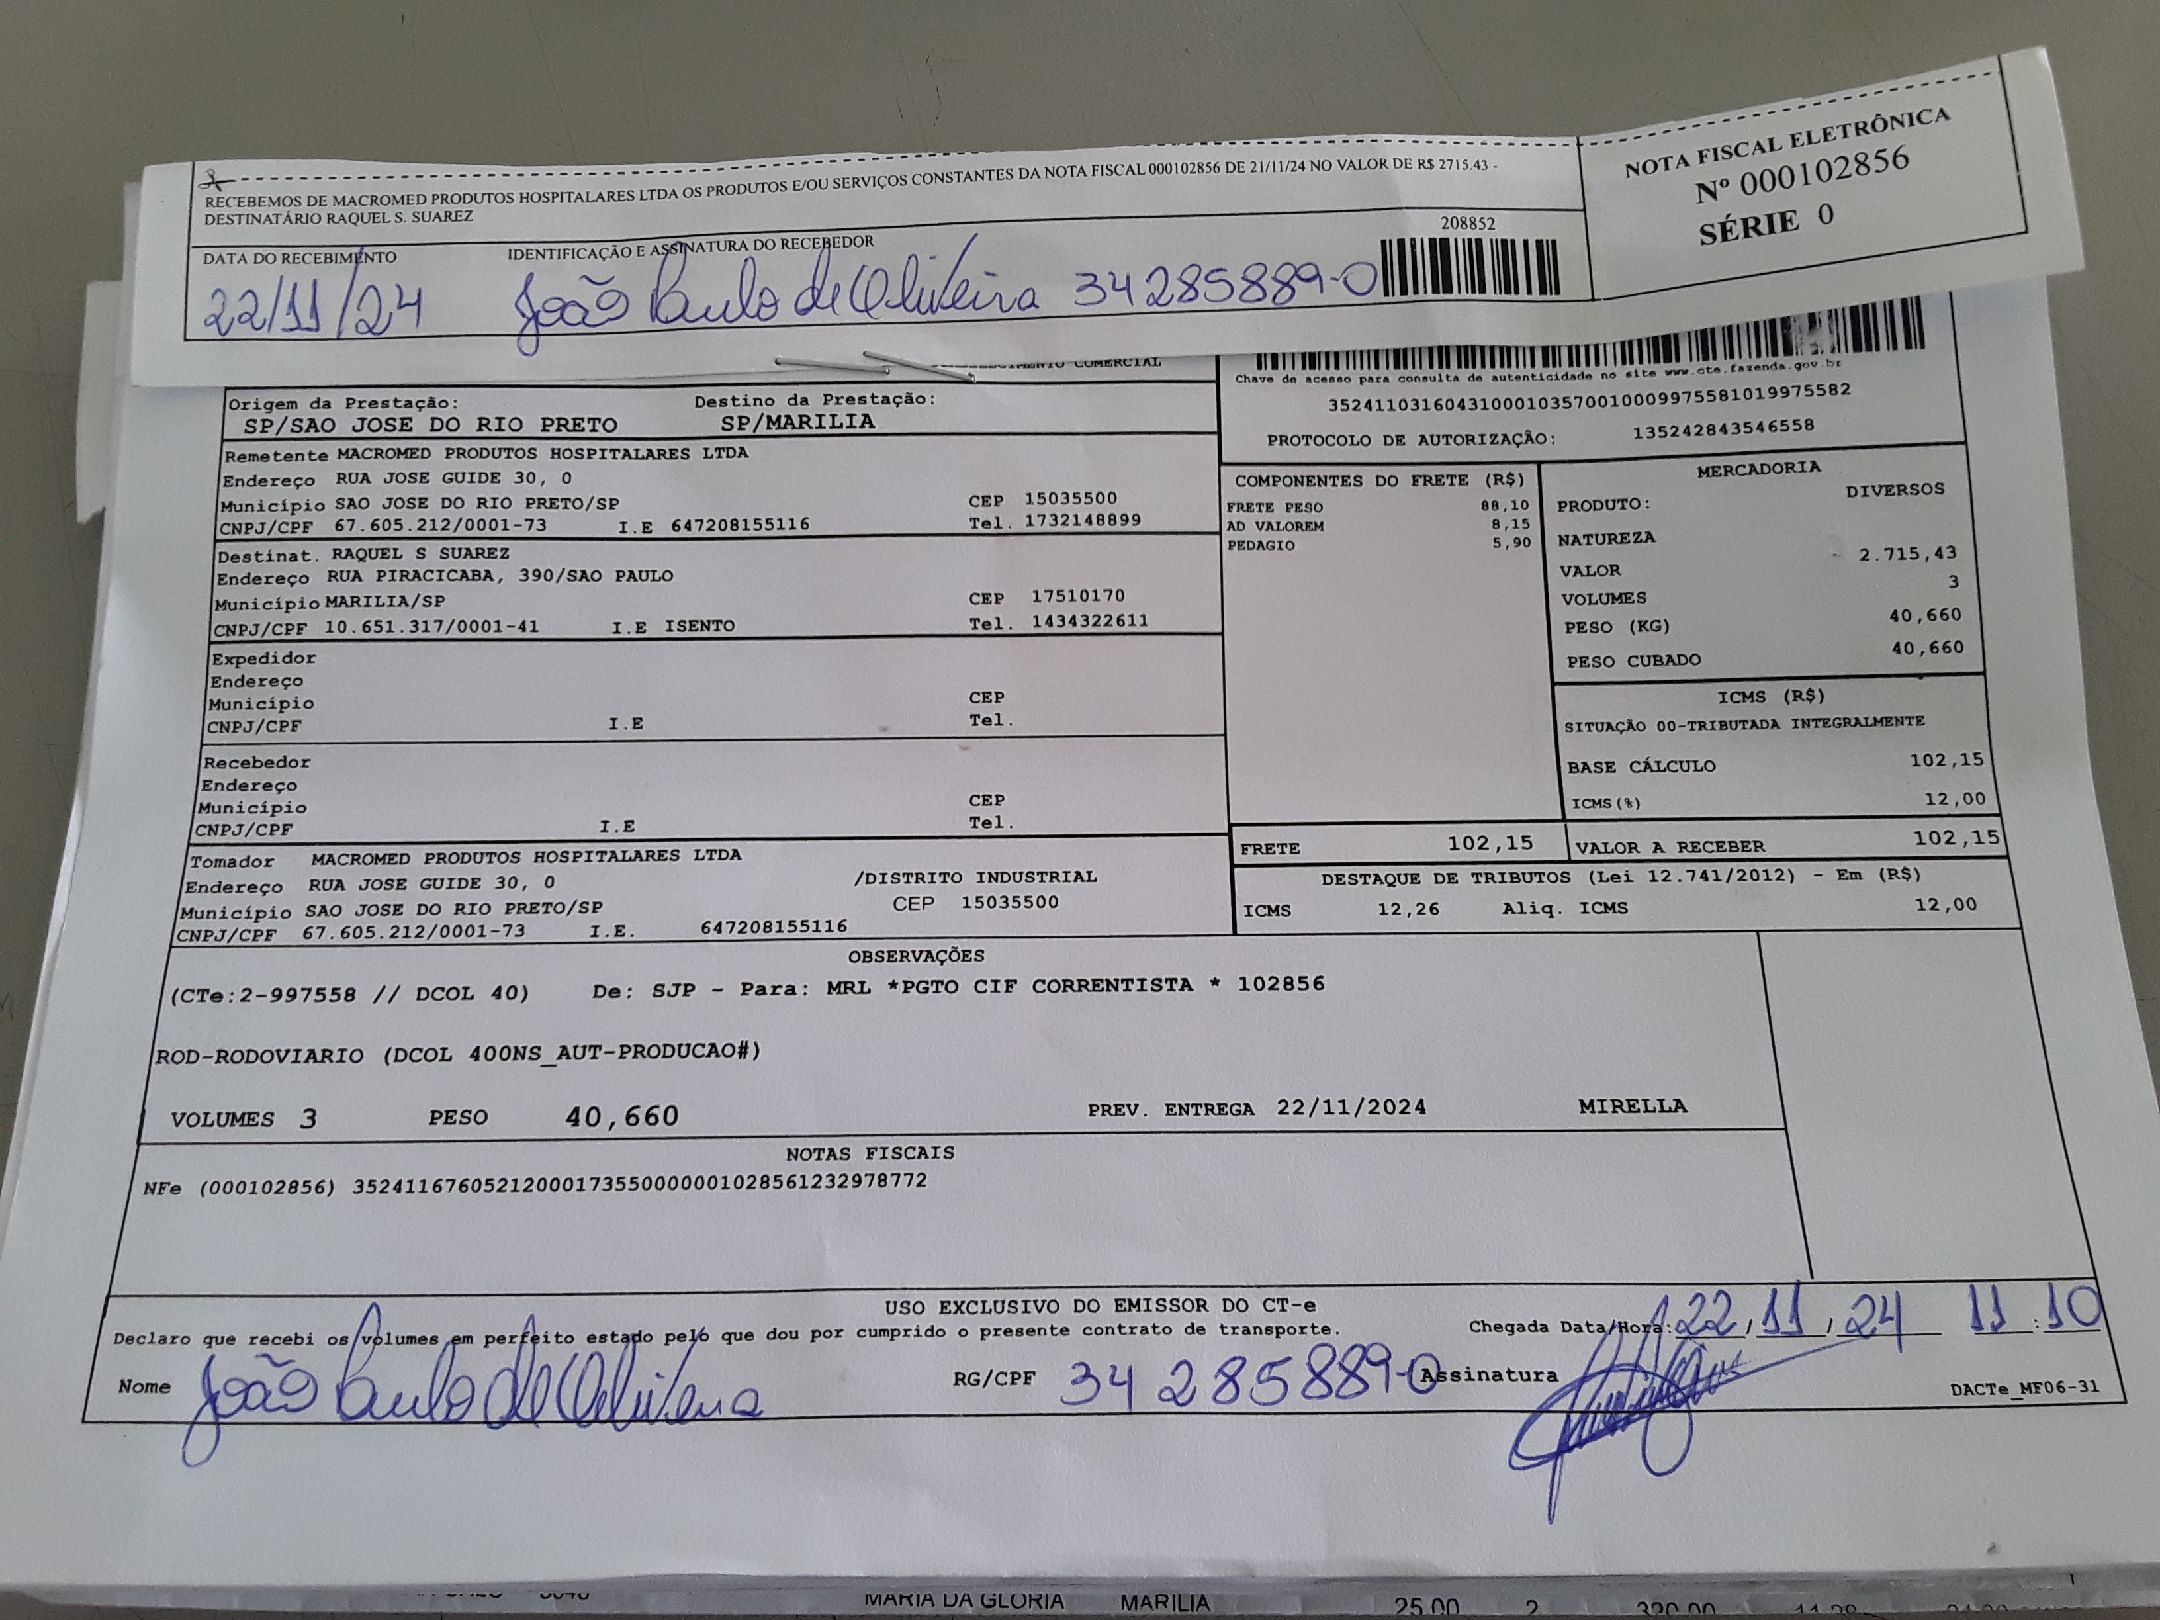 RECEBEMOS DE MACROMED PRODUTOS HOSPITALARES LTDA OS PRODUTOS E/OU SERVIÇOS CONSTANTES DA NOTA FISCAL 000102856 DE 21/11/24 NO VALOR DE R$ 2715.43 -
DESTINATÁRIO RAQUEL S. SUAREZ
NOTA FISCAL ELETRÔNICA
Nº 000102856
SÉRIE 0
DATA DO RECEBIMENTO
22/11/24
IDENTIFICAÇÃO E ASSINATURA DO RECEBEDOR
João Paulo de Oliveira 34285889-0
208852
COMERCIAL
Chave de acesso para consulta de autenticidade no site www.cte.fazenda.gov.br
35241103160431000103570010009975581019975582
PROTOCOLO DE AUTORIZAÇÃO: 135242843546558
Origem da Prestação: Destino da Prestação:
SP/SAO JOSE DO RIO PRETO SP/MARILIA
Remetente MACROMED PRODUTOS HOSPITALARES LTDA
Endereço RUA JOSE GUIDE 30, 0
Município SAO JOSE DO RIO PRETO/SP CEP 15035500
CNPJ/CPF 67.605.212/0001-73 I.E 647208155116 Tel. 1732148899
Destinat. RAQUEL S SUAREZ
Endereço RUA PIRACICABA, 390/SAO PAULO
Município MARILIA/SP CEP 17510170
CNPJ/CPF 10.651.317/0001-41 I.E ISENTO Tel. 1434322611
Expedidor
Endereço
Município CEP
CNPJ/CPF I.E Tel.
Recebedor
Endereço
Município CEP
CNPJ/CPF I.E Tel.
Tomador MACROMED PRODUTOS HOSPITALARES LTDA
Endereço RUA JOSE GUIDE 30, 0 /DISTRITO INDUSTRIAL
Município SAO JOSE DO RIO PRETO/SP CEP 15035500
CNPJ/CPF 67.605.212/0001-73 I.E. 647208155116
COMPONENTES DO FRETE (R$)
FRETE PESO 88,10
AD VALOREM 8,15
PEDAGIO 5,90
MERCADORIA
PRODUTO: DIVERSOS
NATUREZA
VALOR 2.715,43
VOLUMES 3
PESO (KG) 40,660
PESO CUBADO 40,660
ICMS (R$)
SITUAÇÃO 00-TRIBUTADA INTEGRALMENTE
BASE CÁLCULO 102,15
ICMS(%) 12,00
FRETE 102,15 VALOR A RECEBER 102,15
DESTAQUE DE TRIBUTOS (Lei 12.741/2012) - Em (R$)
ICMS 12,26 Aliq. ICMS 12,00
OBSERVAÇÕES
(CTe:2-997558 // DCOL 40) De: SJP - Para: MRL *PGTO CIF CORRENTISTA * 102856
ROD-RODOVIARIO (DCOL 400NS_AUT-PRODUCAO#)
VOLUMES 3 PESO 40,660 PREV. ENTREGA 22/11/2024 MIRELLA
NOTAS FISCAIS
NFe (000102856) 35241167605212000173550000001028561232978772
USO EXCLUSIVO DO EMISSOR DO CT-e
Declaro que recebi os volumes em perfeito estado pelo que dou por cumprido o presente contrato de transporte. Chegada Data/Hora: 22/11/24 11:10
Nome João Paulo de Oliveira RG/CPF 34285889-0 Assinatura
DACTe_MF06-31
MARIA DA GLORIA MARILIA 25,00 2